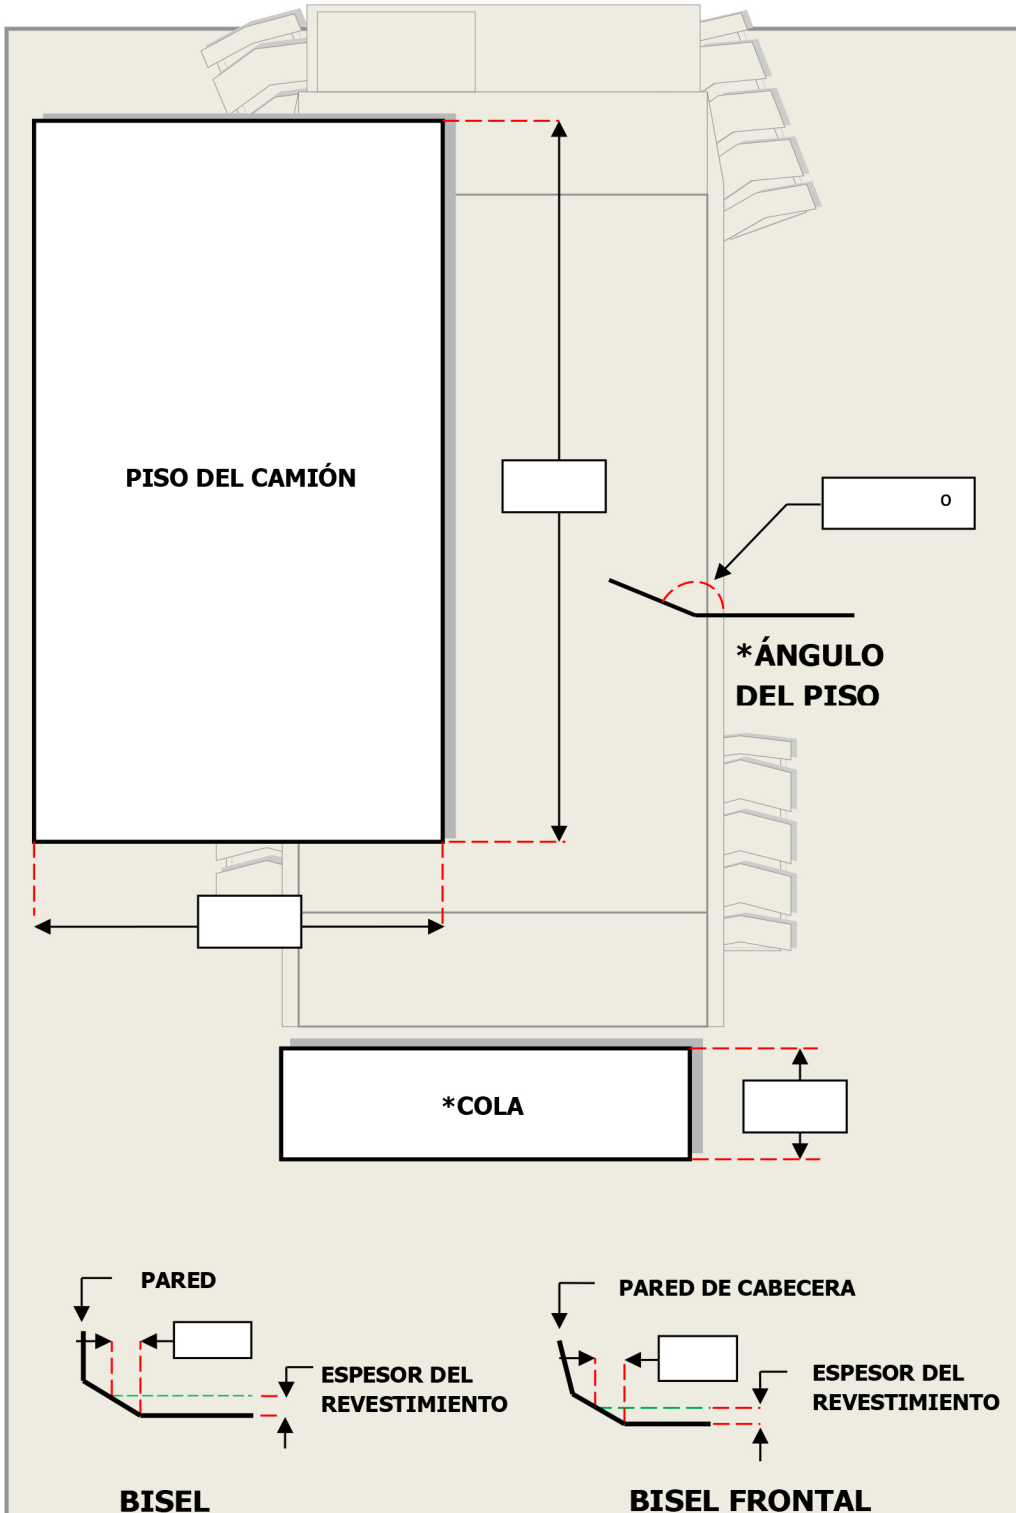 PISO DEL CAMIÓN
o
*ÁNGULO
DEL PISO
*COLA
PARED
ESPESOR DEL
REVESTIMIENTO
BISEL
PARED DE CABECERA
ESPESOR DEL
REVESTIMIENTO
BISEL FRONTAL